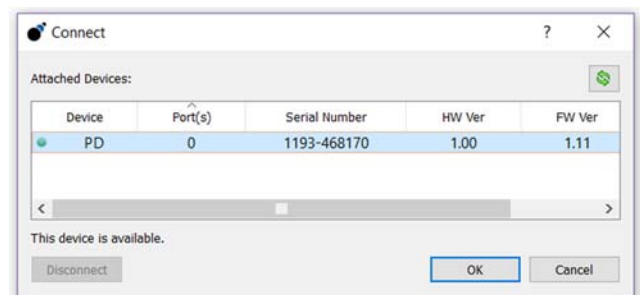 Connect ? ×
Attached Devices:
Device Port(s) Serial Number HW Ver FW Ver
PD 0 1193-468170 1.00 1.11
This device is available.
Disconnect OK Cancel